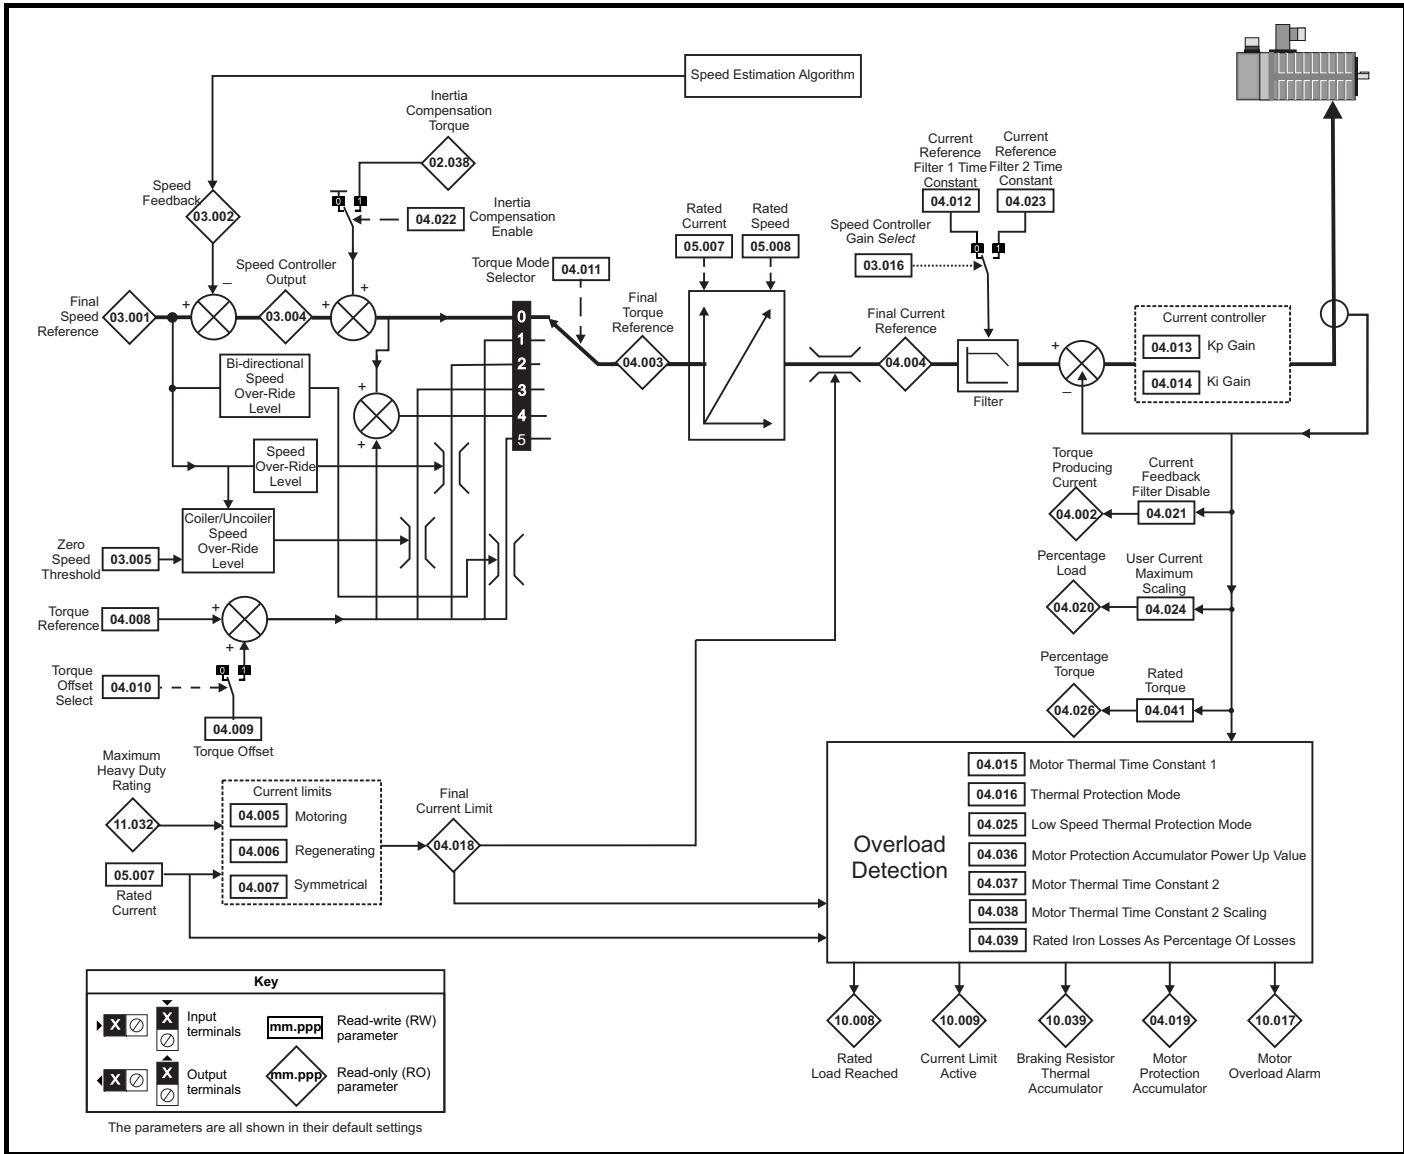 Speed Estimation Algorithm
Inertia
Compensation
Torque
02.038
Speed
Feedback
03.002
0 1
04.022
Inertia
Compensation
Enable
Current
Reference
Filter 1 Time
Constant
04.012
Current
Reference
Filter 2 Time
Constant
04.023
Speed Controller
Gain Select
03.016
0 1
Rated
Current
05.007
Rated
Speed
05.008
Final
Speed
Reference
03.001
+
–
Speed Controller
Output
03.004
+
+
Torque Mode
Selector
04.011
0
1
2
3
4
5
Final
Torque
Reference
04.003
Final Current
Reference
04.004
Filter
+
–
Current controller
04.013 Kp Gain
04.014 Ki Gain
Bi-directional
Speed
Over-Ride
Level
+
+
Speed
Over-Ride
Level
Coiler/Uncoiler
Speed
Over-Ride
Level
Zero
Speed
Threshold
03.005
Torque
Reference
04.008
+
+
Torque
Offset
Select
04.010
0 1
04.009
Torque Offset
Torque
Producing
Current
04.002
Current
Feedback
Filter Disable
04.021
Percentage
Load
04.020
User Current
Maximum
Scaling
04.024
Percentage
Torque
04.026
Rated
Torque
04.041
Maximum
Heavy Duty
Rating
11.032
05.007
Rated
Current
Current limits
04.005 Motoring
04.006 Regenerating
04.007 Symmetrical
Final
Current Limit
04.018
Overload
Detection
04.015 Motor Thermal Time Constant 1
04.016 Thermal Protection Mode
04.025 Low Speed Thermal Protection Mode
04.036 Motor Protection Accumulator Power Up Value
04.037 Motor Thermal Time Constant 2
04.038 Motor Thermal Time Constant 2 Scaling
04.039 Rated Iron Losses As Percentage Of Losses
10.008
Rated
Load Reached
10.009
Current Limit
Active
10.039
Braking Resistor
Thermal
Accumulator
04.019
Motor
Protection
Accumulator
10.017
Motor
Overload Alarm
Key
X X
Input
terminals
mm.ppp
Read-write (RW)
parameter
X X
Output
terminals
mm.ppp
Read-only (RO)
parameter
The parameters are all shown in their default settings